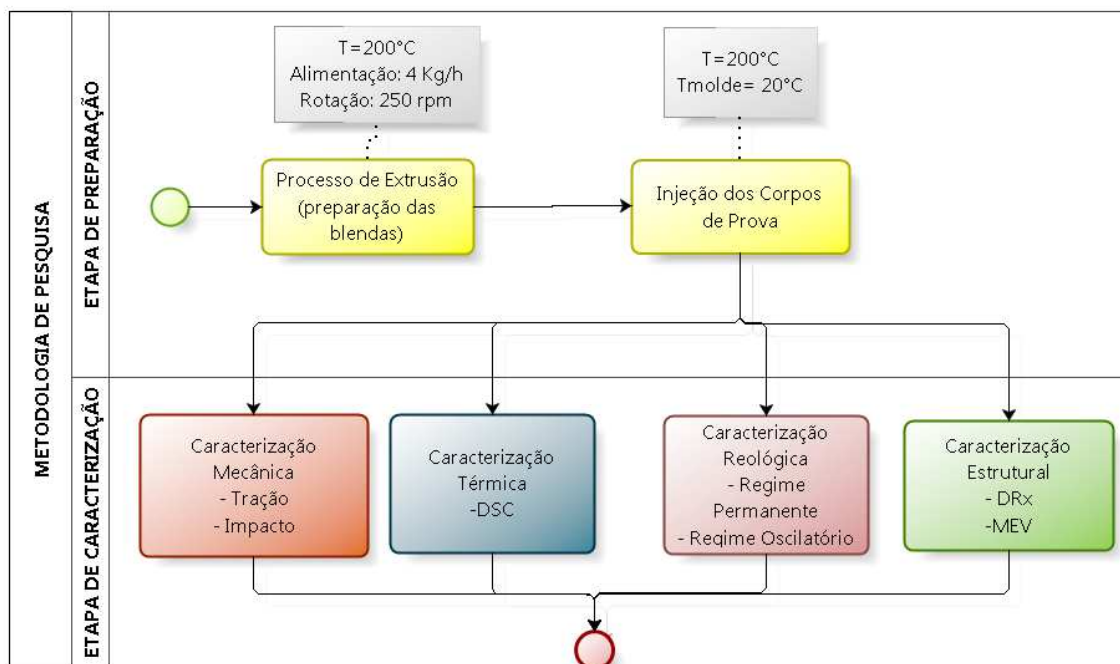 METODOLOGIA DE PESQUISA
ETAPA DE PREPARAÇÃO
T=200°C
Alimentação: 4 Kg/h
Rotação: 250 rpm
T=200°C
Tmolde= 20°C
Processo de Extrusão
(preparação das
blendas)
Injeção dos Corpos
de Prova
ETAPA DE CARACTERIZAÇÃO
Caracterização
Mecânica
- Tração
- Impacto
Caracterização
Térmica
-DSC
Caracterização
Reológica
- Regime
Permanente
- Regime Oscilatório
Caracterização
Estrutural
- DRx
-MEV